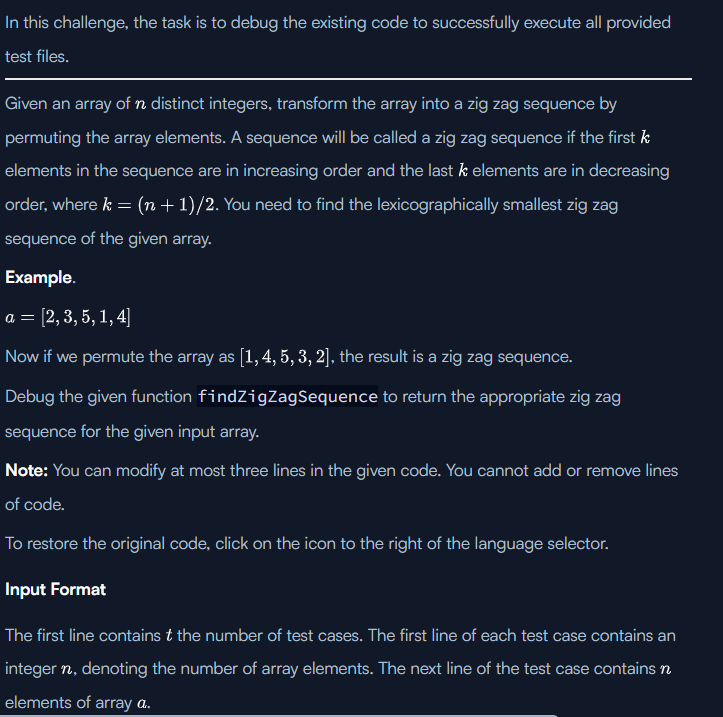 In this challenge, the task is to debug the existing code to successfully execute all provided
test files.
Given an array of n distinct integers, transform the array into a zig zag sequence by
permuting the array elements. A sequence will be called a zig zag sequence if the first k
elements in the sequence are in increasing order and the last k elements are in decreasing
order, where k = (n + 1)/2. You need to find the lexicographically smallest zig zag
sequence of the given array.
Example.
a = [2, 3, 5, 1, 4]
Now if we permute the array as [1, 4, 5, 3, 2], the result is a zig zag sequence.
Debug the given function findZigZagSequence to return the appropriate zig zag
sequence for the given input array.
Note: You can modify at most three lines in the given code. You cannot add or remove lines
of code.
To restore the original code, click on the icon to the right of the language selector.
Input Format
The first line contains t the number of test cases. The first line of each test case contains an
integer n, denoting the number of array elements. The next line of the test case contains n
elements of array a.